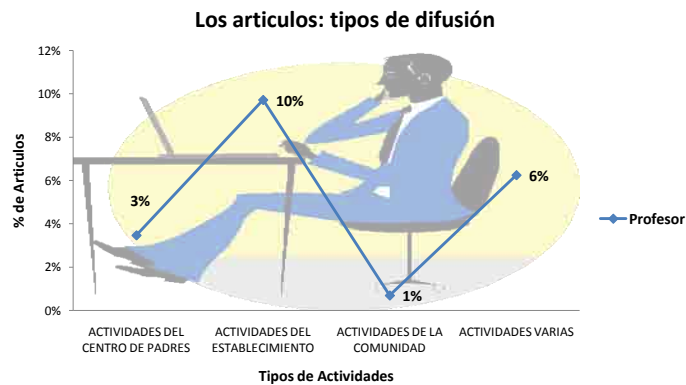 Los articulos: tipos de difusión
12%
10%
8%
6%
4%
2%
0%
% de Articulos
3%
10%
1%
6%
Profesor
ACTIVIDADES DEL
CENTRO DE PADRES
ACTIVIDADES DEL
ESTABLECIMIENTO
ACTIVIDADES DE LA
COMUNIDAD
ACTIVIDADES VARIAS
Tipos de Actividades